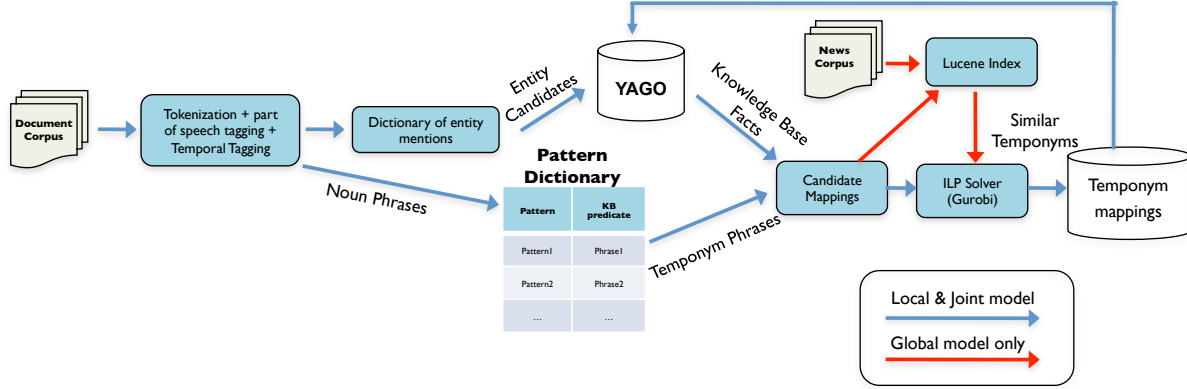 Document
Corpus
Tokenization + part
of speech tagging +
Temporal Tagging
Dictionary of entity
mentions
Entity
Candidates
YAGO
Noun Phrases
Pattern
Dictionary
Pattern
KB
predicate
Pattern1
Phrase1
Pattern2
Phrase2
...
...
Temponym Phrases
Knowledge Base
Facts
News
Corpus
Lucene Index
Candidate
Mappings
ILP Solver
(Gurobi)
Similar
Temponyms
Temponym
mappings
Local & Joint model
Global model only